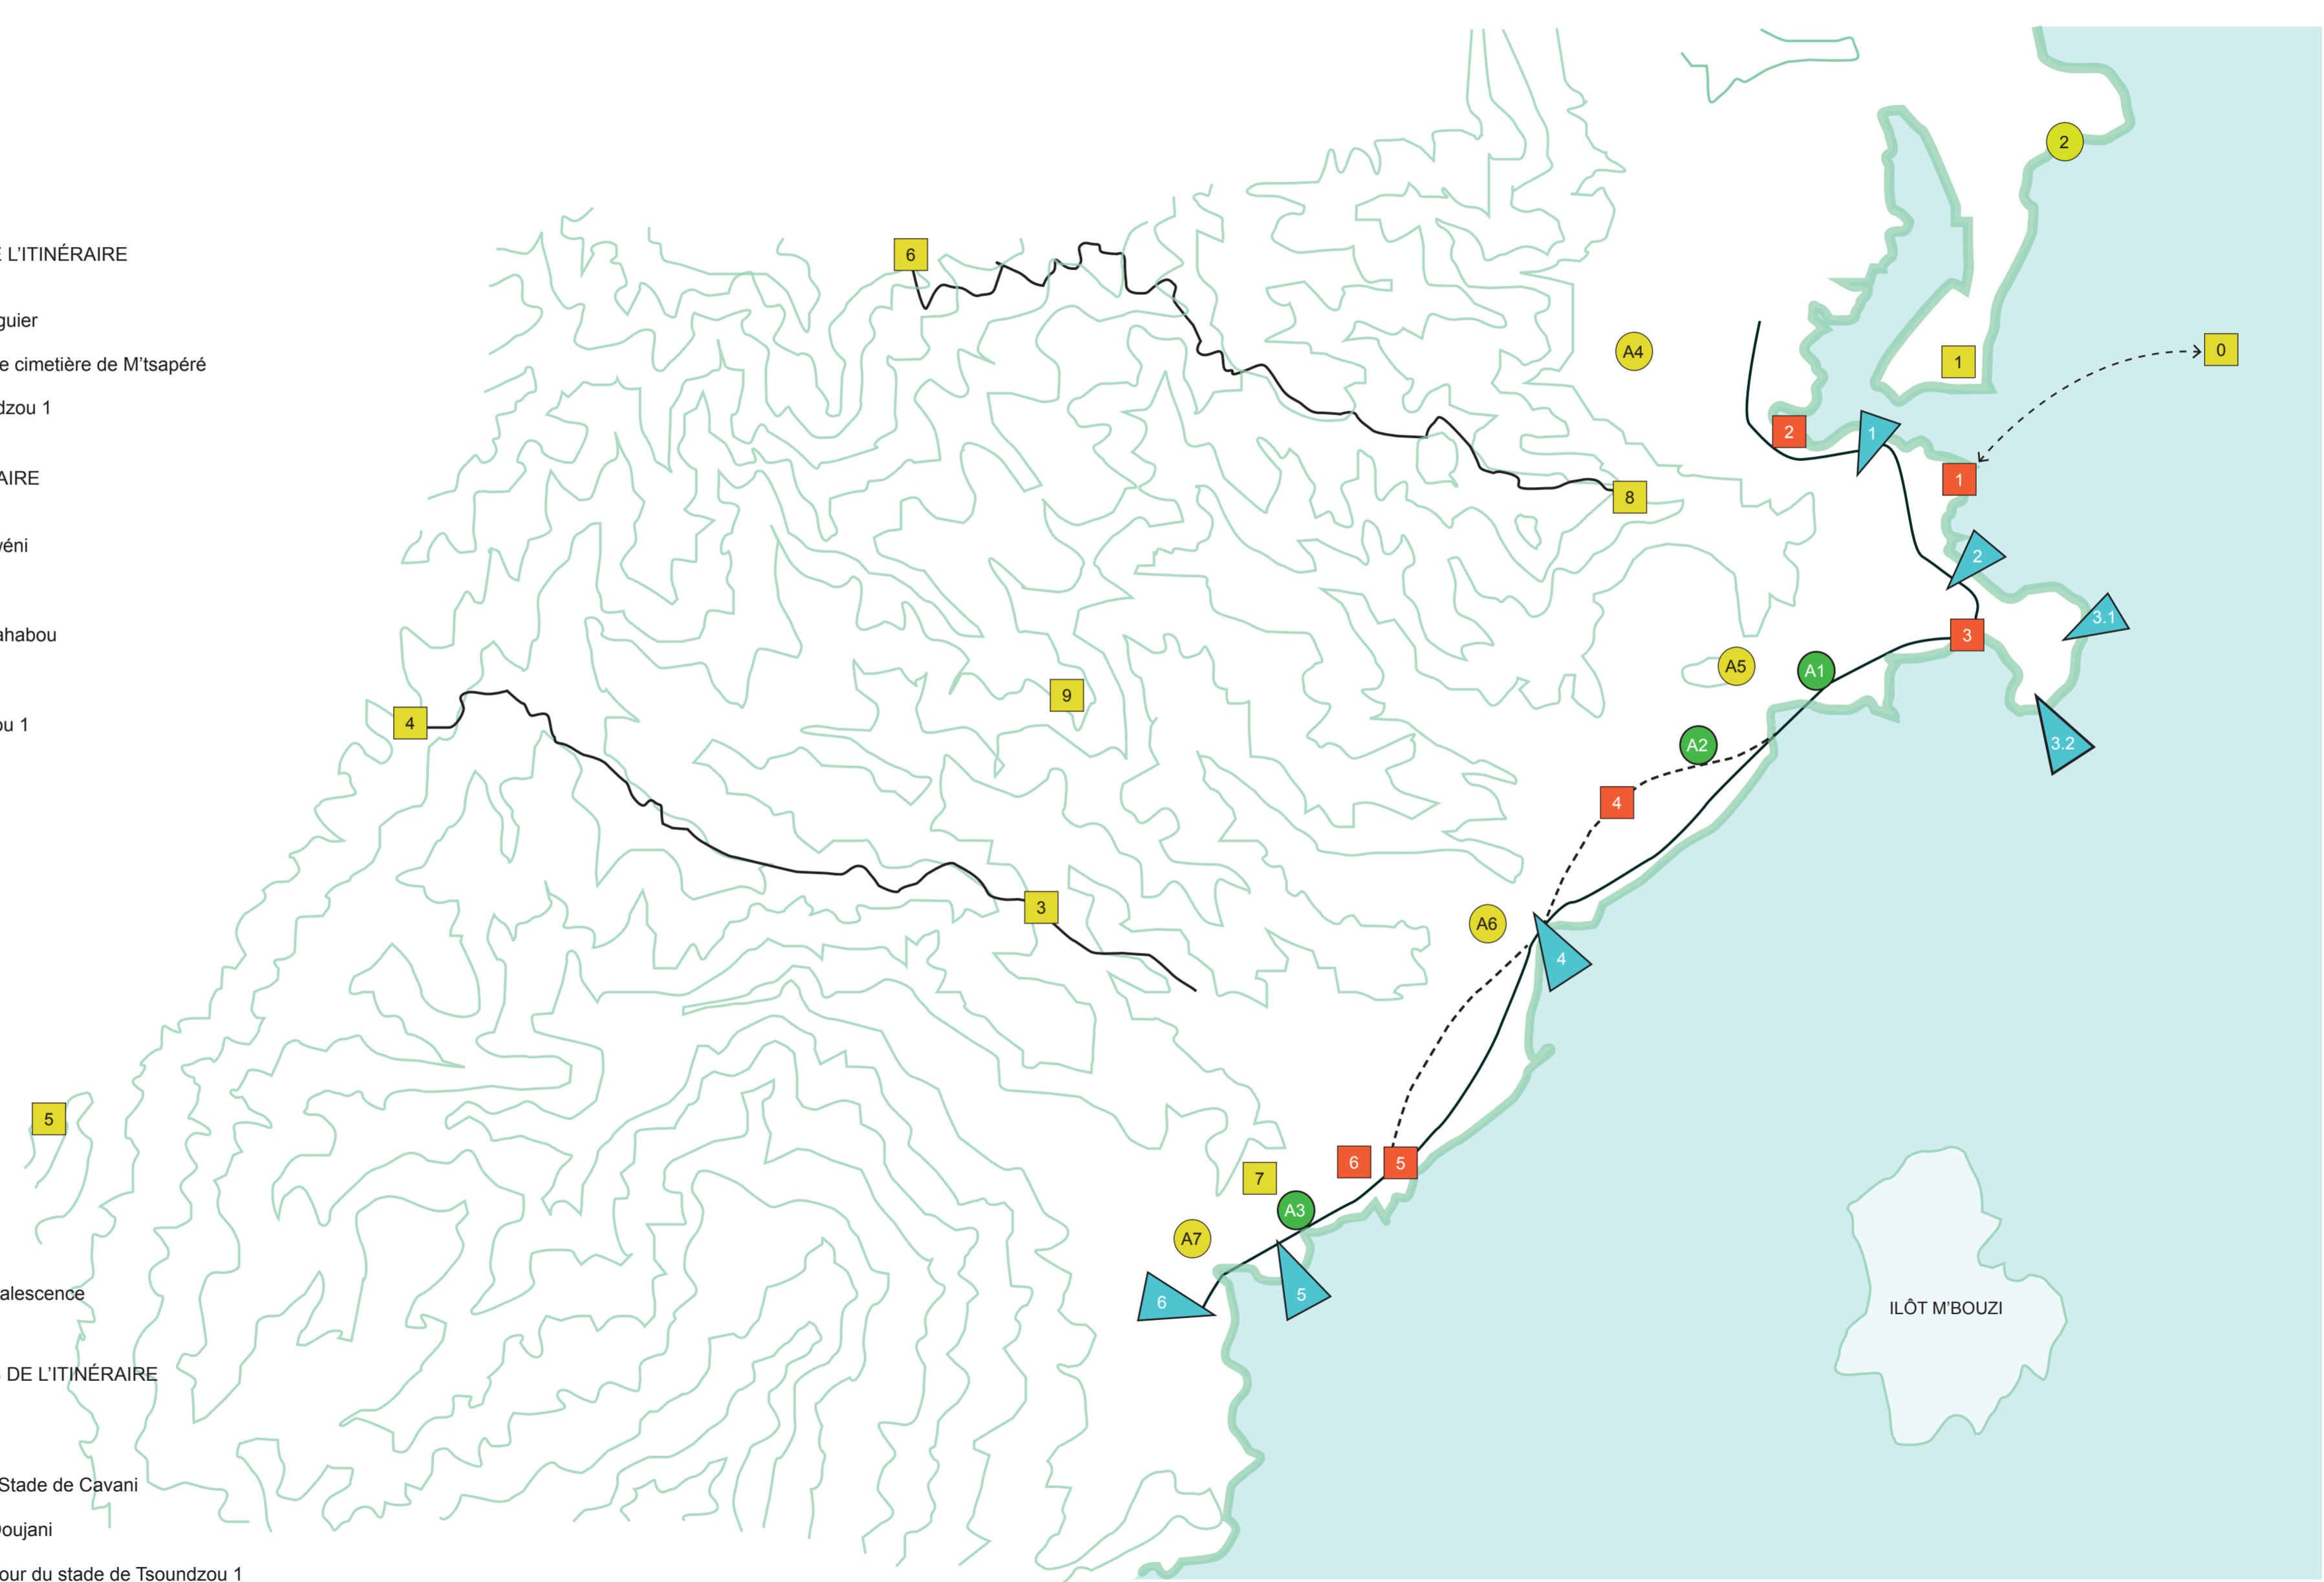 E L'ITINÉRAIRE
guier
e cimetière de M'tsapéré
dzou 1
AIRE
véni
ahabou
ou 1
alescence
DE L'ITINÉRAIRE
Stade de Cavani
Doujani
our du stade de Tsoundzou 1
2
6
A4
1
0
2
1
1
8
2
3.1
3
A5
A1
9
4
A2
3.2
4
3
A6
4
5
6
5
7
A3
A7
6
5
ILÔT M'BOUZI